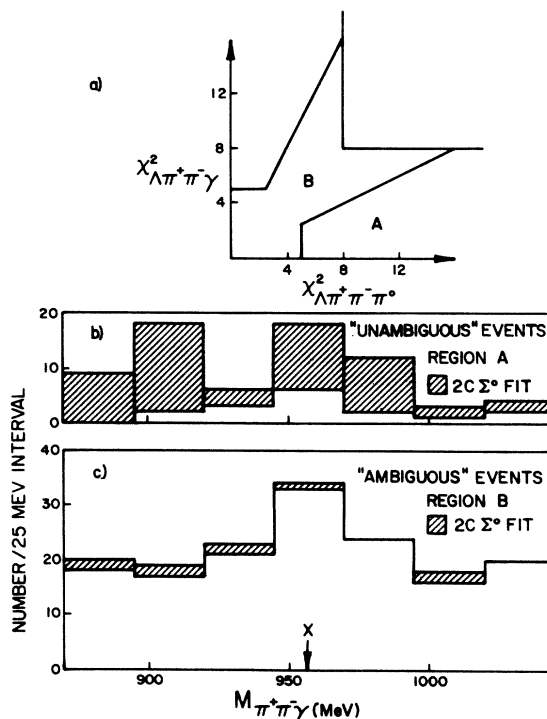 a)
12
8
4
χ²Λπ⁺π⁻γ
B
A
4 8 12
χ²Λπ⁺π⁻π°
20
10
0
b)
"UNAMBIGUOUS" EVENTS
REGION A
2C Σ° FIT
40
30
20
10
0
c)
"AMBIGUOUS" EVENTS
REGION B
2C Σ° FIT
NUMBER/25 MEV INTERVAL
X
900 950 1000
Mπ⁺π⁻γ (MeV)